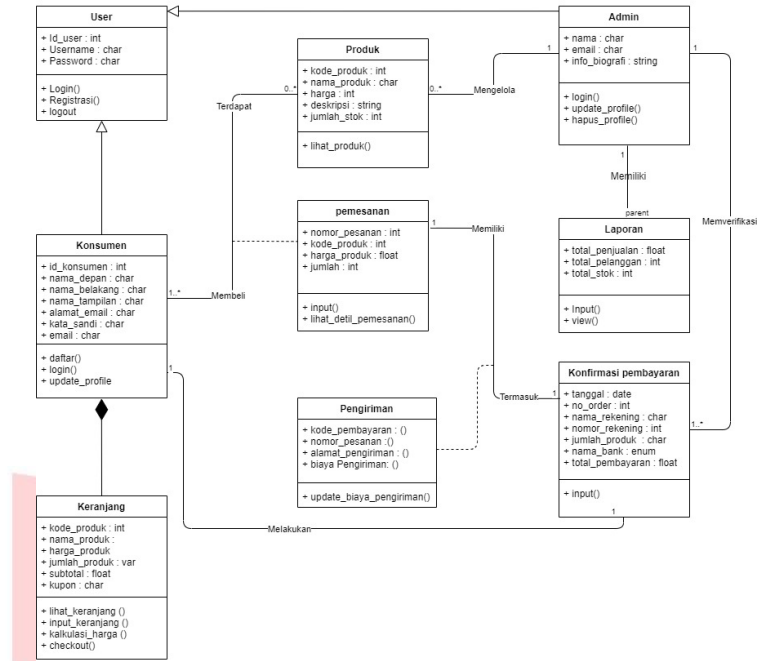 User
+ Id_user : int
+ Username : char
+ Password : char
+ Login()
+ Registrasi()
+ logout
Admin
+ nama : char
+ email : char
+ info_biografi : string
+ login()
+ update_profile()
+ hapus_profile()
Produk
+ kode_produk : int
+ nama_produk : char
+ harga : int
+ deskripsi : string
+ jumlah_stok : int
+ lihat_produk()
0..*
Terdapat
0..*
Mengelola
1
1
1
Memiliki
parent
Memverifikasi
pemesanan
+ nomor_pesanan : int
+ kode_produk : int
+ harga_produk : float
+ jumlah : int
+ input()
+ lihat_detil_pemesanan()
1
Memiliki
Laporan
+ total_penjualan : float
+ total_pelanggan : int
+ total_stok : int
+ Input()
+ view()
Konsumen
+ id_konsumen : int
+ nama_depan : char
+ nama_belakang : char
+ nama_tampilan : char
+ alamat_email : char
+ kata_sandi : char
+ email : char
+ daftar()
+ login()
+ update_profile
1..*
Membeli
1
Pengiriman
+ kode_pembayaran : ()
+ nomor_pesanan :()
+ alamat_pengiriman : ()
+ biaya Pengiriman: ()
+ update_biaya_pengiriman()
Termasuk
1
Konfirmasi pembayaran
+ tanggal : date
+ no_order : int
+ nama_rekening : char
+ nomor_rekening : int
+ jumlah_produk : char
+ nama_bank : enum
+ total_pembayaran : float
+ input()
1..*
1
Melakukan
Keranjang
+ kode_produk : int
+ nama_produk :
+ harga_produk
+ jumlah_produk : var
+ subtotal : float
+ kupon : char
+ lihat_keranjang ()
+ input_keranjang ()
+ kalkulasi_harga ()
+ checkout()